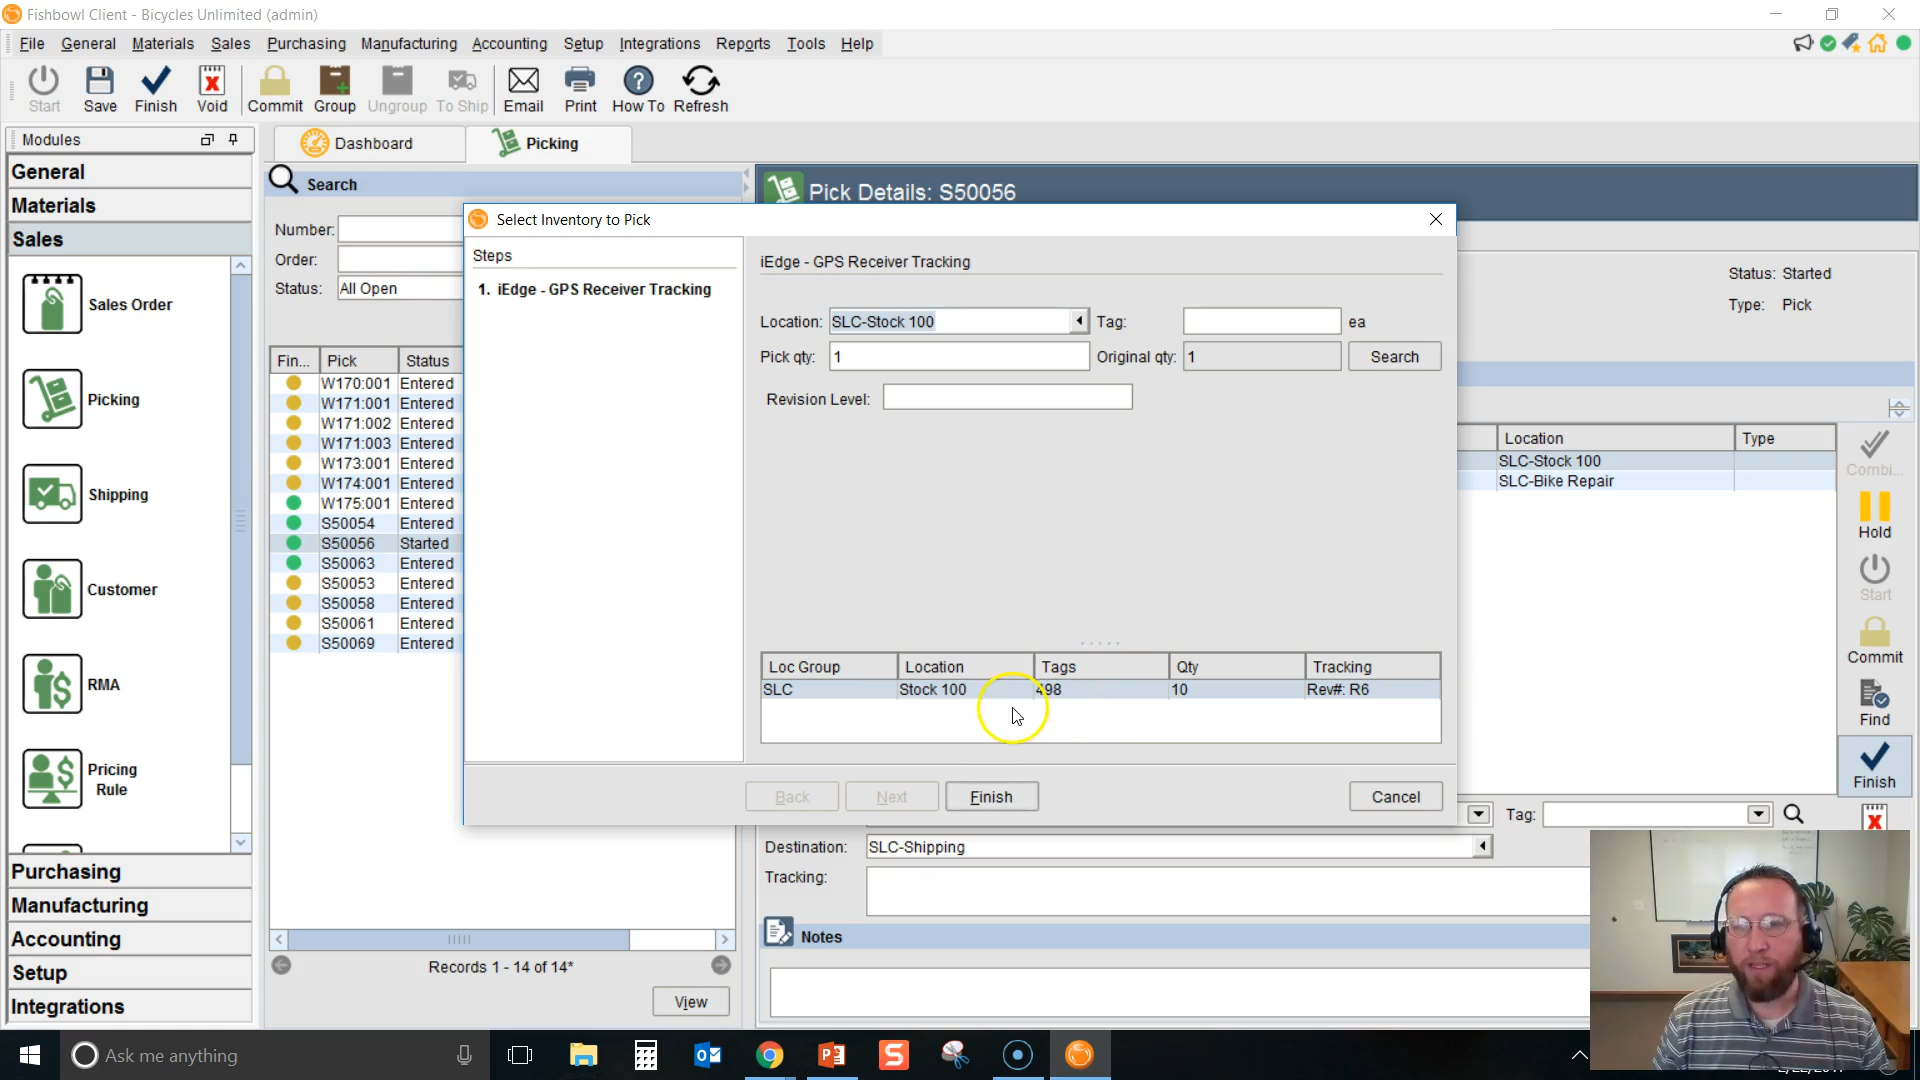 Fishbowl Client - Bicycles Unlimited (admin)
File General Materials Sales Purchasing Manufacturing Accounting Setup Integrations Reports Tools Help
Start Save Finish Void Commit Group Ungroup To Ship Email Print How To Refresh
Modules
Dashboard
Picking
General
Materials
Sales
Sales Order
Picking
Shipping
Customer
RMA
Pricing
Rule
Purchasing
Manufacturing
Accounting
Setup
Integrations
Search
Number:
Order:
Status: All Open
Fin... Pick Status
W170:001 Entered
W171:001 Entered
W171:002 Entered
W171:003 Entered
W173:001 Entered
W174:001 Entered
W175:001 Entered
S50054 Entered
S50056 Started
S50063 Entered
S50053 Entered
S50058 Entered
S50061 Entered
S50069 Entered
Records 1 - 14 of 14*
View
Pick Details: S50056
Status: Started
Type: Pick
Select Inventory to Pick
Steps
1. iEdge - GPS Receiver Tracking
iEdge - GPS Receiver Tracking
Location: SLC-Stock 100 Tag: ea
Pick qty: 1 Original qty: 1 Search
Revision Level:
Loc Group Location Tags Qty Tracking
SLC Stock 100 498 10 Rev#: R6
Back Next Finish Cancel
Location Type
SLC-Stock 100
SLC-Bike Repair
Combi...
Hold
Start
Commit
Find
Finish
Tag:
Destination: SLC-Shipping
Tracking:
Notes
Ask me anything